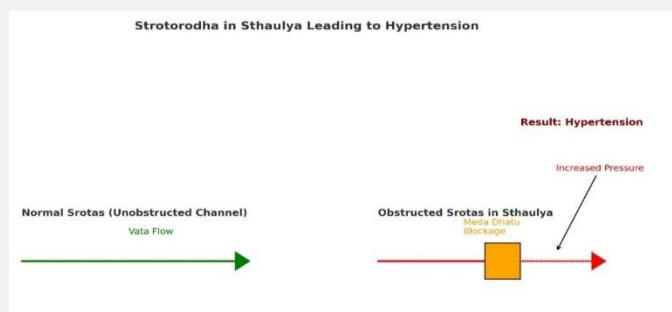 Strotorodha in Sthaulya Leading to Hypertension
Result: Hypertension
Increased Pressure
Normal Srotas (Unobstructed Channel)
Vata Flow
Obstructed Srotas in Sthaulya
Meda Dhatu
Blockage